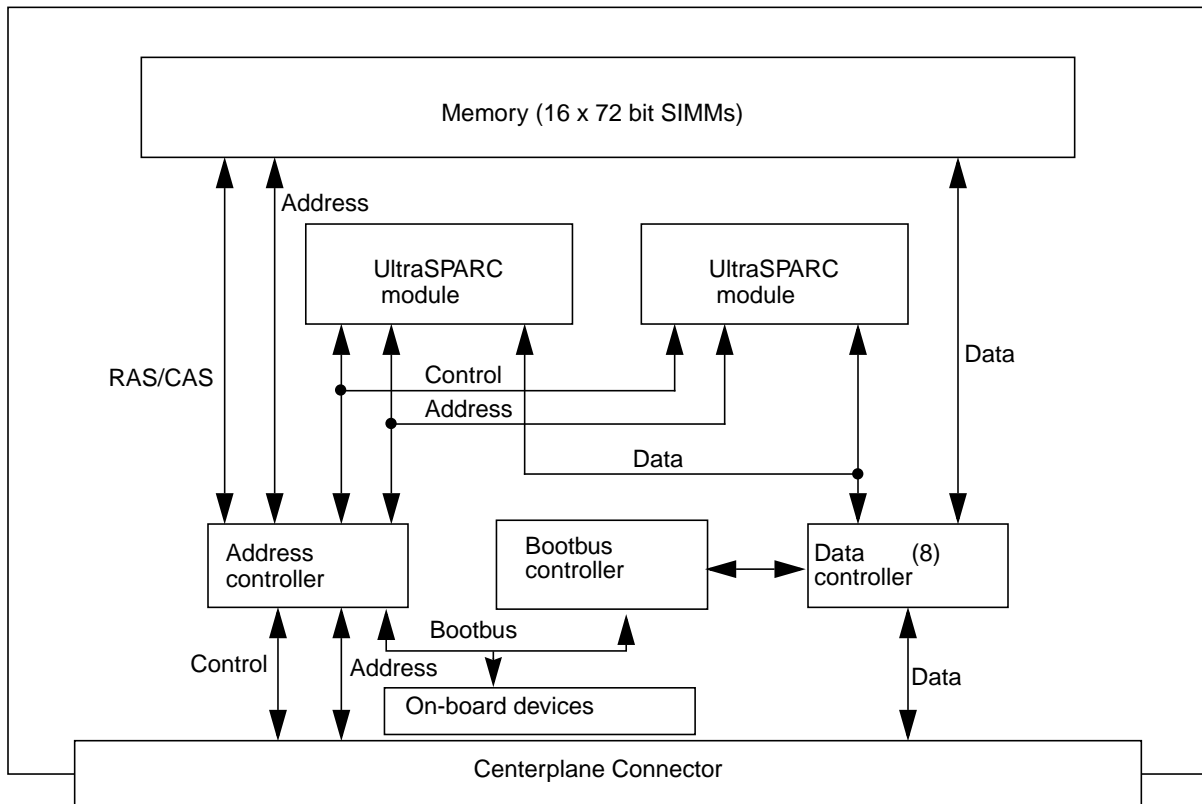 Memory (16 x 72 bit SIMMs)
Address
UltraSPARC
module
UltraSPARC
module
RAS/CAS
Control
Data
Address
Data
Address
controller
Bootbus
controller
Data (8)
controller
Bootbus
Control
Address
Data
On-board devices
Centerplane Connector